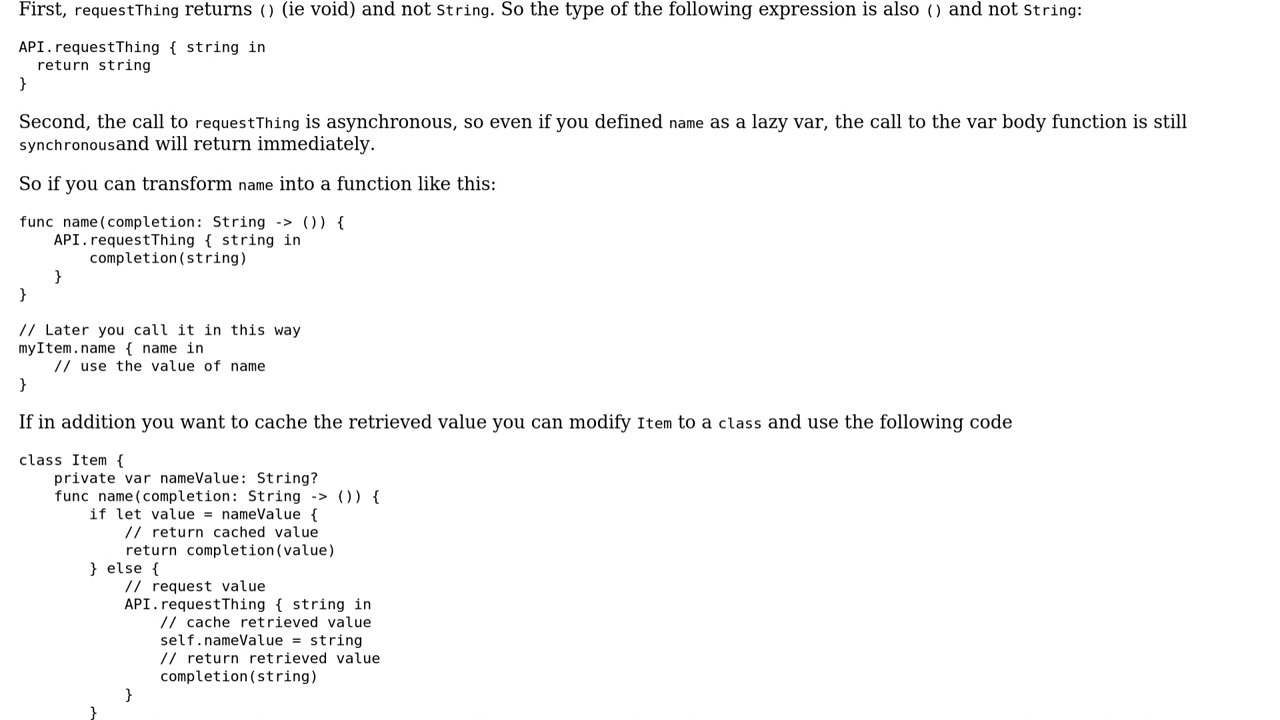 First, requestThing returns () (ie void) and not String. So the type of the following expression is also () and not String:
API.requestThing { string in
  return string
}
Second, the call to requestThing is asynchronous, so even if you defined name as a lazy var, the call to the var body function is still
synchronousand will return immediately.
So if you can transform name into a function like this:
func name(completion: String -> ()) {
    API.requestThing { string in
        completion(string)
    }
}
// Later you call it in this way
myItem.name { name in
    // use the value of name
}
If in addition you want to cache the retrieved value you can modify Item to a class and use the following code
class Item {
    private var nameValue: String?
    func name(completion: String -> ()) {
        if let value = nameValue {
            // return cached value
            return completion(value)
        } else {
            // request value
            API.requestThing { string in
                // cache retrieved value
                self.nameValue = string
                // return retrieved value
                completion(string)
            }
        }